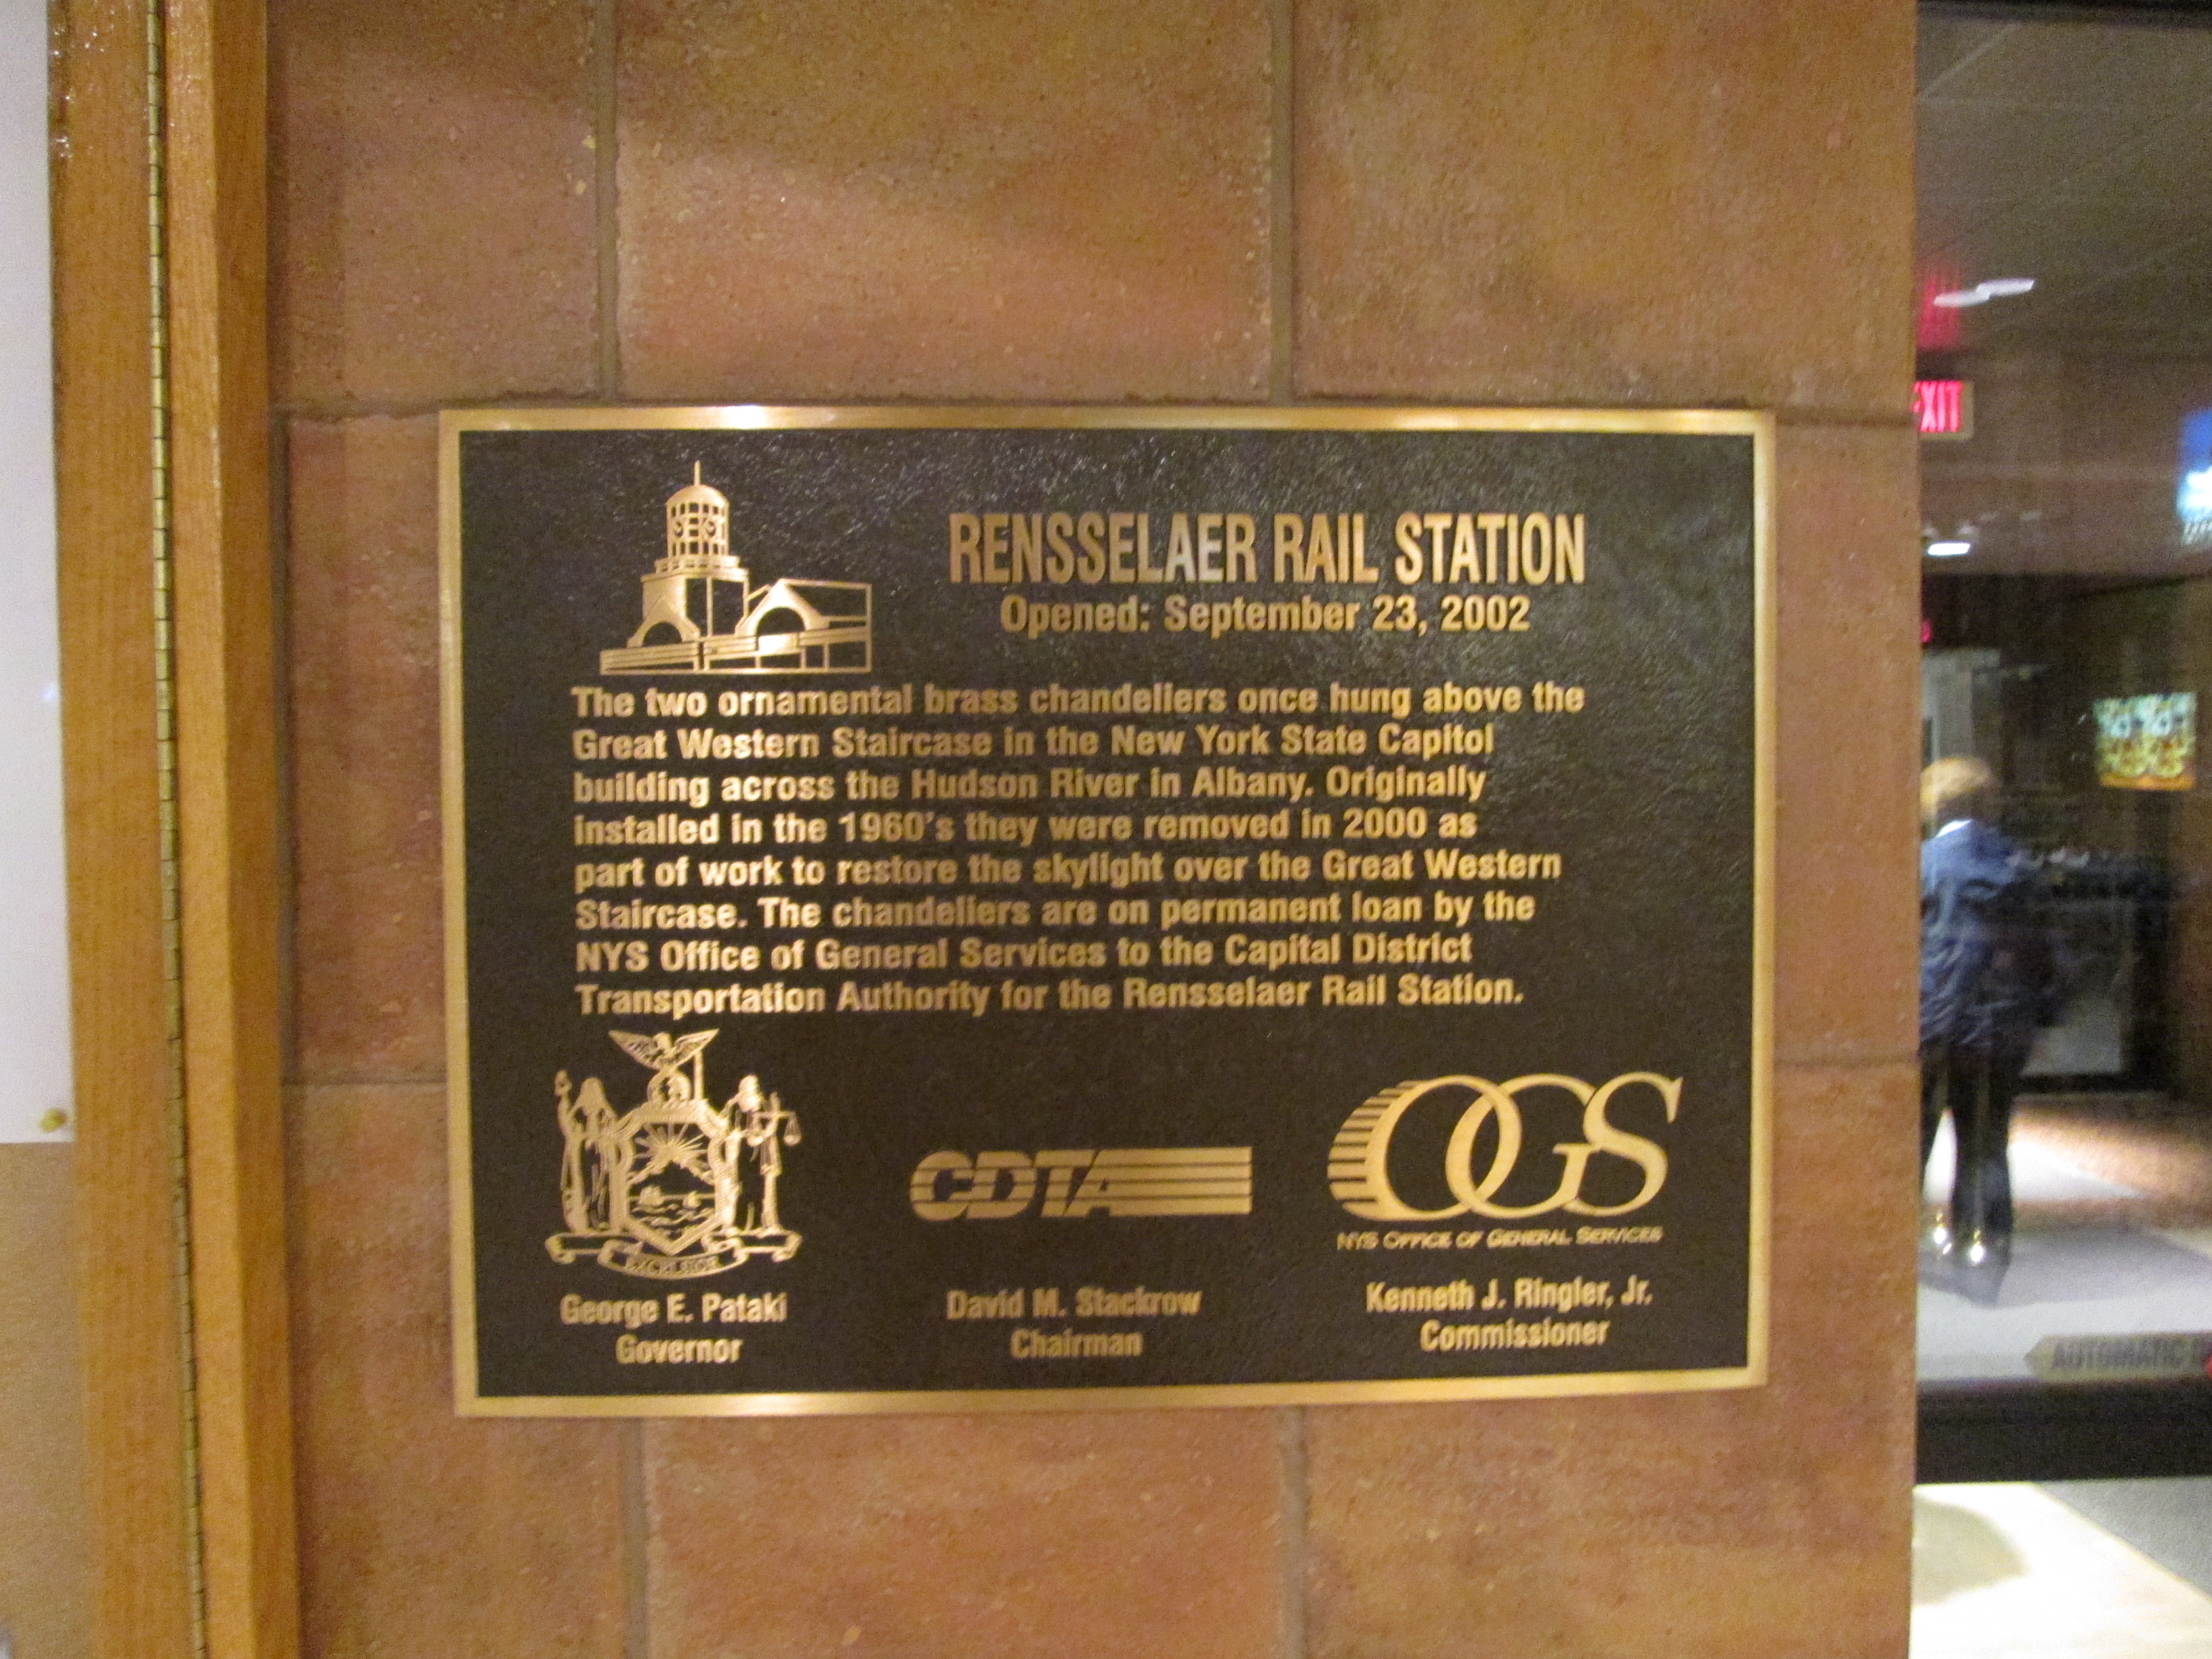 RENSSELAER RAIL STATION
Opened: September 23, 2002
The two ornamental brass chandeliers once hung above the
Great Western Staircase in the New York State Capitol
building across the Hudson River in Albany. Originally
installed in the 1960's they were removed in 2000 as
part of work to restore the skylight over the Great Western
Staircase. The chandeliers are on permanent loan by the
NYS Office of General Services to the Capital District
Transportation Authority for the Rensselaer Rail Station.
EXCELSIOR
CDTA
OGS
NYS OFFICE OF GENERAL SERVICES
George E. Pataki
Governor
David M. Stackrow
Chairman
Kenneth J. Ringler, Jr.
Commissioner
EXIT
AUTOMATIC